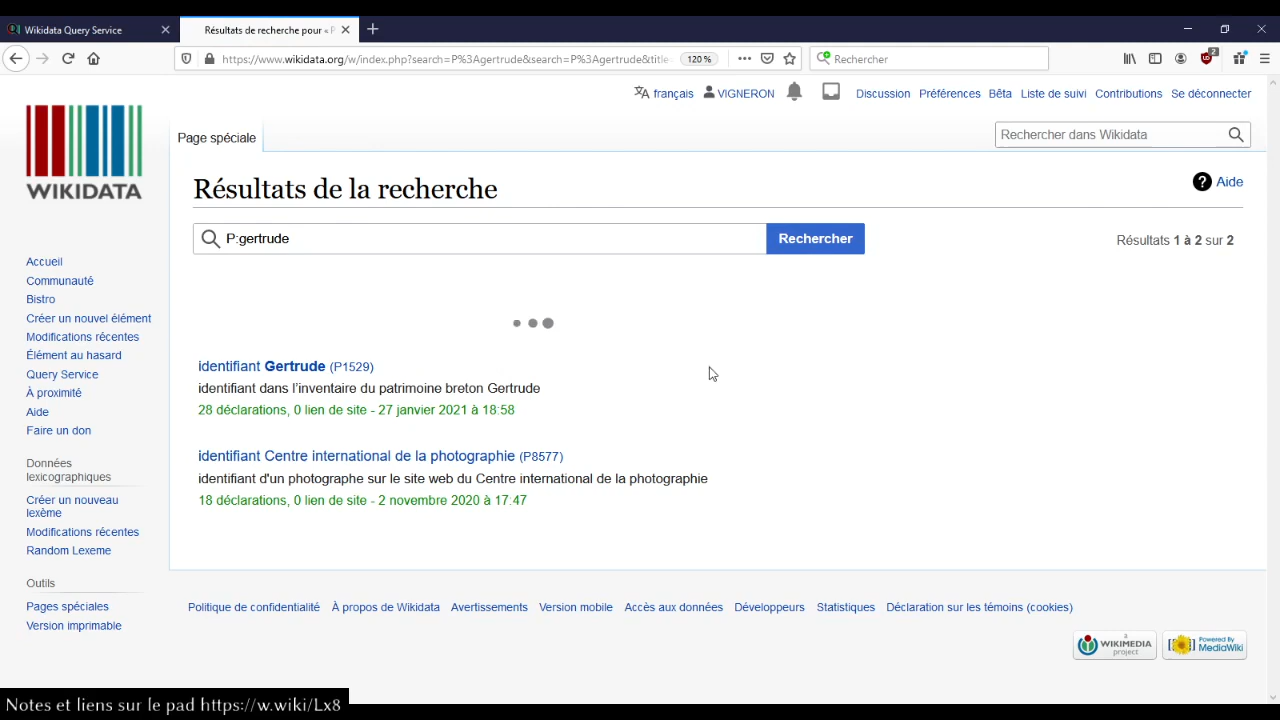 Wikidata Query Service
Résultats de recherche pour « P
https://www.wikidata.org/w/index.php?search=P%3Agertrude&search=P%3Agertrude&title=
120 %
Rechercher
2
français
VIGNERON
Discussion
Préférences
Bêta
Liste de suivi
Contributions
Se déconnecter
Page spéciale
Rechercher dans Wikidata
WIKIDATA
Résultats de la recherche
Aide
P:gertrude
Rechercher
Résultats 1 à 2 sur 2
Accueil
Communauté
Bistro
Créer un nouvel élément
Modifications récentes
Élément au hasard
Query Service
À proximité
Aide
Faire un don
Données
lexicographiques
Créer un nouveau
lexème
Modifications récentes
Random Lexeme
Outils
Pages spéciales
Version imprimable
identifiant Gertrude (P1529)
identifiant dans l'inventaire du patrimoine breton Gertrude
28 déclarations, 0 lien de site - 27 janvier 2021 à 18:58
identifiant Centre international de la photographie (P8577)
identifiant d'un photographe sur le site web du Centre international de la photographie
18 déclarations, 0 lien de site - 2 novembre 2020 à 17:47
Politique de confidentialité
À propos de Wikidata
Avertissements
Version mobile
Accès aux données
Développeurs
Statistiques
Déclaration sur les témoins (cookies)
WIKIMEDIA
project
Powered By
MediaWiki
Notes et liens sur le pad https://w.wiki/Lx8